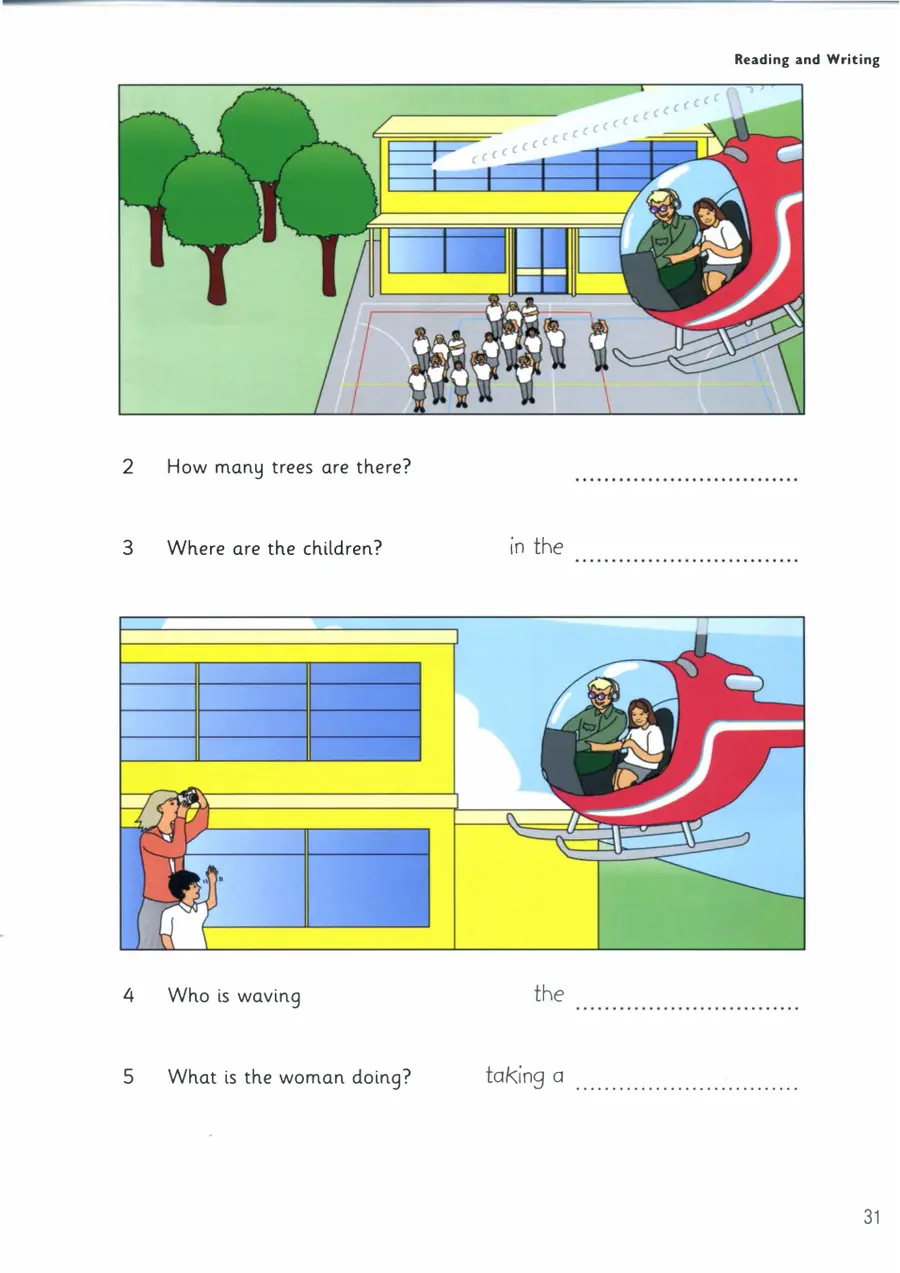 Reading and Writing
2 How many trees are there? ...............................
3 Where are the children? in the ...............................
4 Who is waving the ...............................
5 What is the woman doing? taking a ...............................
31